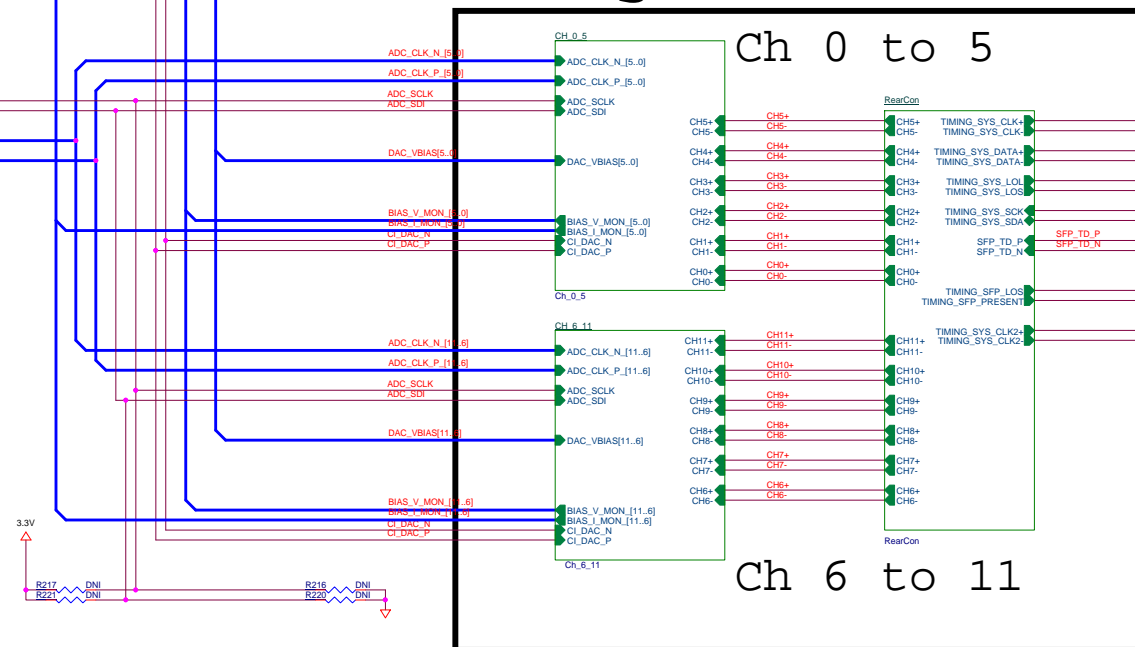 Ch 0 to 5
CH_0_5
ADC_CLK_N_[5..0]
ADC_CLK_N_[5..0]
ADC_CLK_P_[5..0]
ADC_CLK_P_[5..0]
ADC_SCLK
ADC_SCLK
ADC_SDI
ADC_SDI
DAC_VBIAS[5..0]
DAC_VBIAS[5..0]
BIAS_V_MON_[5..0]
BIAS_V_MON_[5..0]
BIAS_I_MON_[5..0]
BIAS_I_MON_[5..0]
CI_DAC_N
CI_DAC_N
CI_DAC_P
CI_DAC_P
CH5+ CH5+ CH5+
CH5- CH5- CH5-
CH4+ CH4+ CH4+
CH4- CH4- CH4-
CH3+ CH3+ CH3+
CH3- CH3- CH3-
CH2+ CH2+ CH2+
CH2- CH2- CH2-
CH1+ CH1+ CH1+
CH1- CH1- CH1-
CH0+ CH0+ CH0+
CH0- CH0- CH0-
Ch_0_5
RearCon
TIMING_SYS_CLK+
TIMING_SYS_CLK-
TIMING_SYS_DATA+
TIMING_SYS_DATA-
TIMING_SYS_LOL
TIMING_SYS_LOS
TIMING_SYS_SCK
TIMING_SYS_SDA
SFP_TD_P SFP_TD_P
SFP_TD_N SFP_TD_N
TIMING_SFP_LOS
TIMING_SFP_PRESENT
TIMING_SYS_CLK2+
TIMING_SYS_CLK2-
CH_6_11
ADC_CLK_N_[11..6]
ADC_CLK_N_[11..6]
ADC_CLK_P_[11..6]
ADC_CLK_P_[11..6]
ADC_SCLK
ADC_SCLK
ADC_SDI
ADC_SDI
DAC_VBIAS[11..6]
DAC_VBIAS[11..6]
BIAS_V_MON_[11..6]
BIAS_V_MON_[11..6]
BIAS_I_MON_[11..6]
BIAS_I_MON_[11..6]
CI_DAC_N
CI_DAC_N
CI_DAC_P
CI_DAC_P
CH11+ CH11+ CH11+
CH11- CH11- CH11-
CH10+ CH10+ CH10+
CH10- CH10- CH10-
CH9+ CH9+ CH9+
CH9- CH9- CH9-
CH8+ CH8+ CH8+
CH8- CH8- CH8-
CH7+ CH7+ CH7+
CH7- CH7- CH7-
CH6+ CH6+ CH6+
CH6- CH6- CH6-
Ch_6_11
RearCon
Ch 6 to 11
3.3V
R217 DNI
R221 DNI
R216 DNI
R220 DNI